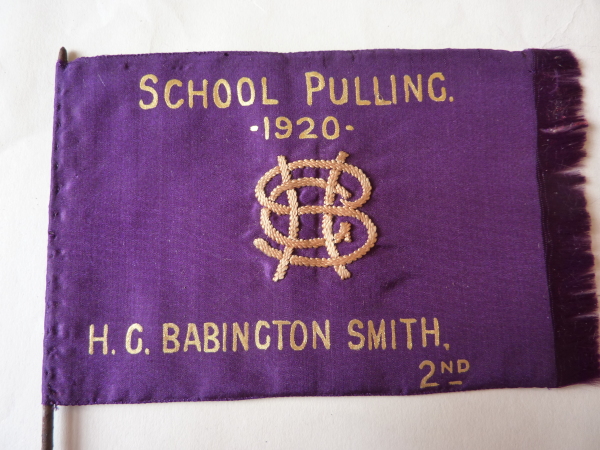 SCHOOL PULLING.
-1920-
H. G. BABINGTON SMITH,
2ND